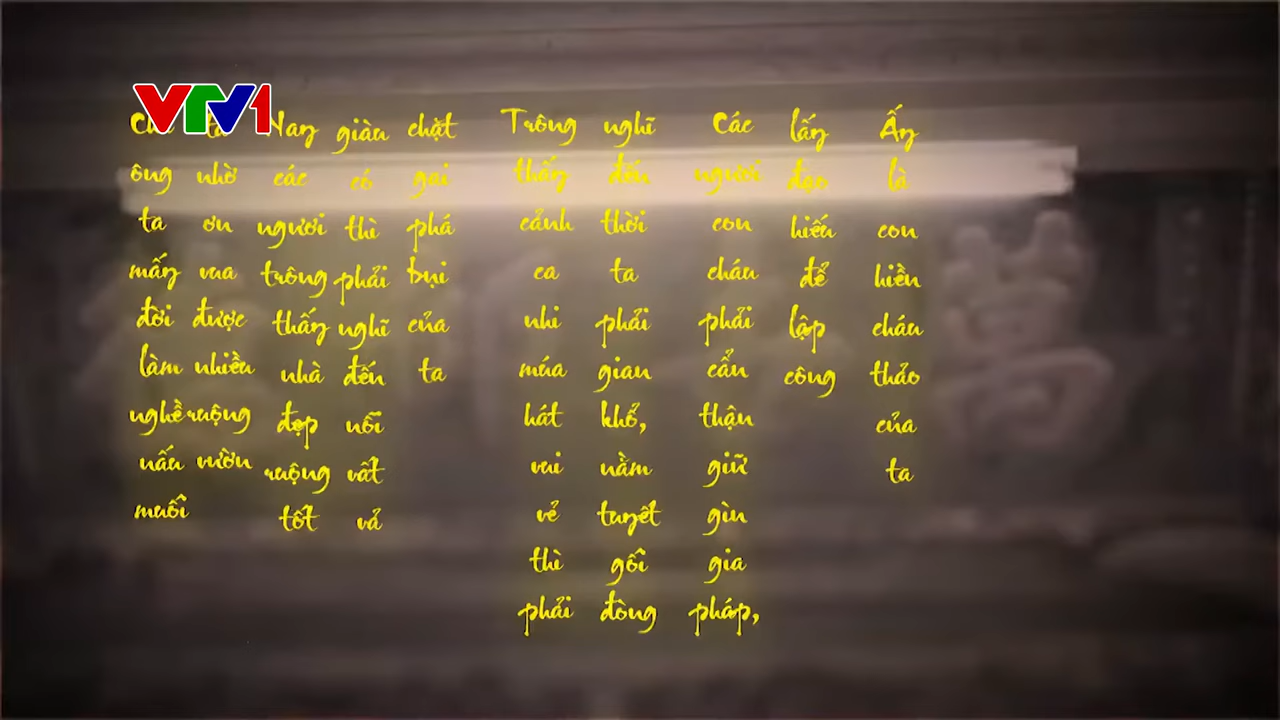 VTV1
ông ta mấy đời làm nghề nấu muối
nhờ ơn vua được nhiều ruộng vườn
Nay các ngươi trông thấy nhà đẹp ruộng tốt
giàu có thì phải nghĩ đến nỗi vất vả
chặt gai phá bụi của ta
Trông thấy cảnh ca nhi múa hát vui vẻ thì phải
nghĩ đến thời ta phải gian khổ, nằm tuyết gối đông
Các người con cháu phải cẩn thận giữ gìn gia pháp,
lấy đạo hiếu để lập công
Ấy là con hiền cháu thảo của ta